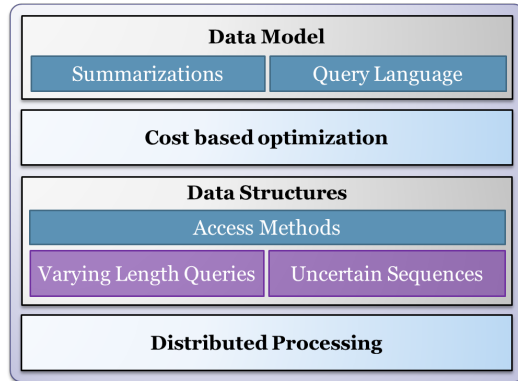 Data Model
Summarizations
Query Language
Cost based optimization
Data Structures
Access Methods
Varying Length Queries
Uncertain Sequences
Distributed Processing